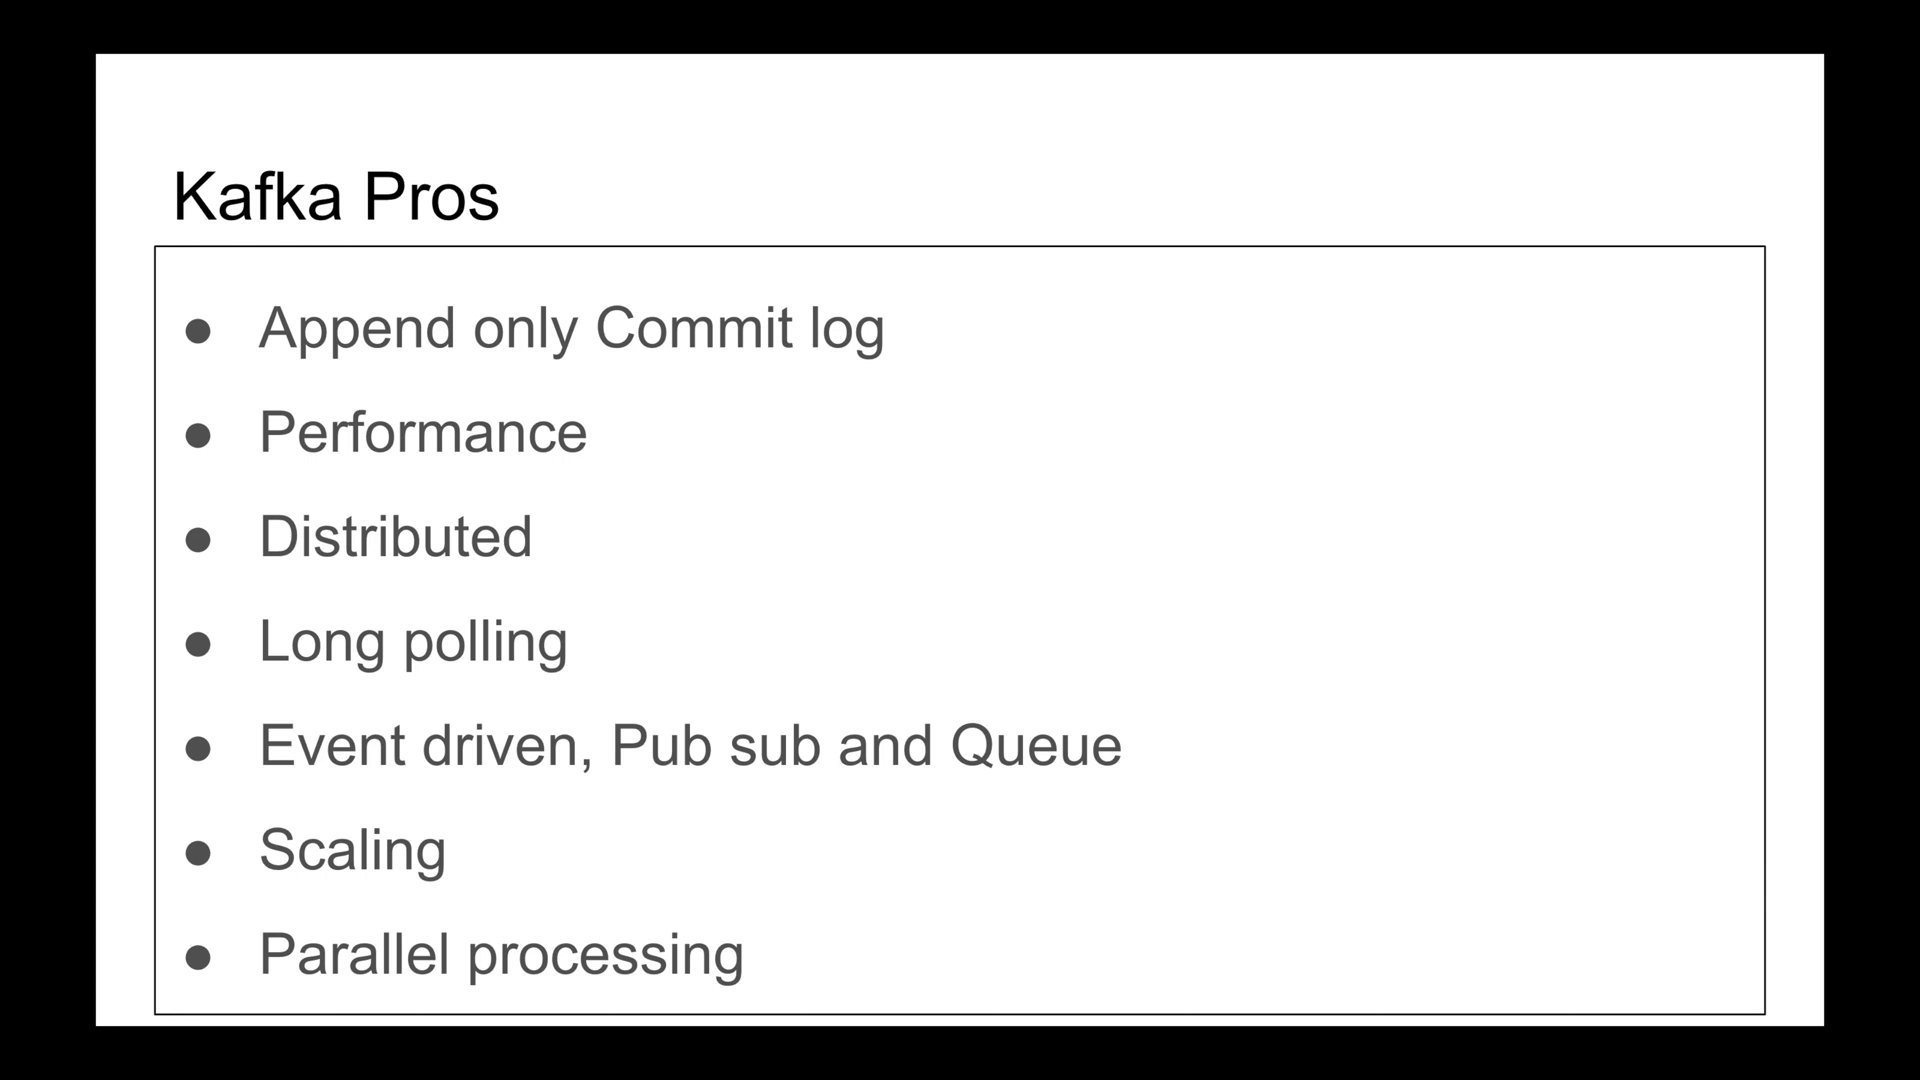 Kafka Pros
● Append only Commit log
● Performance
● Distributed
● Long polling
● Event driven, Pub sub and Queue
● Scaling
● Parallel processing